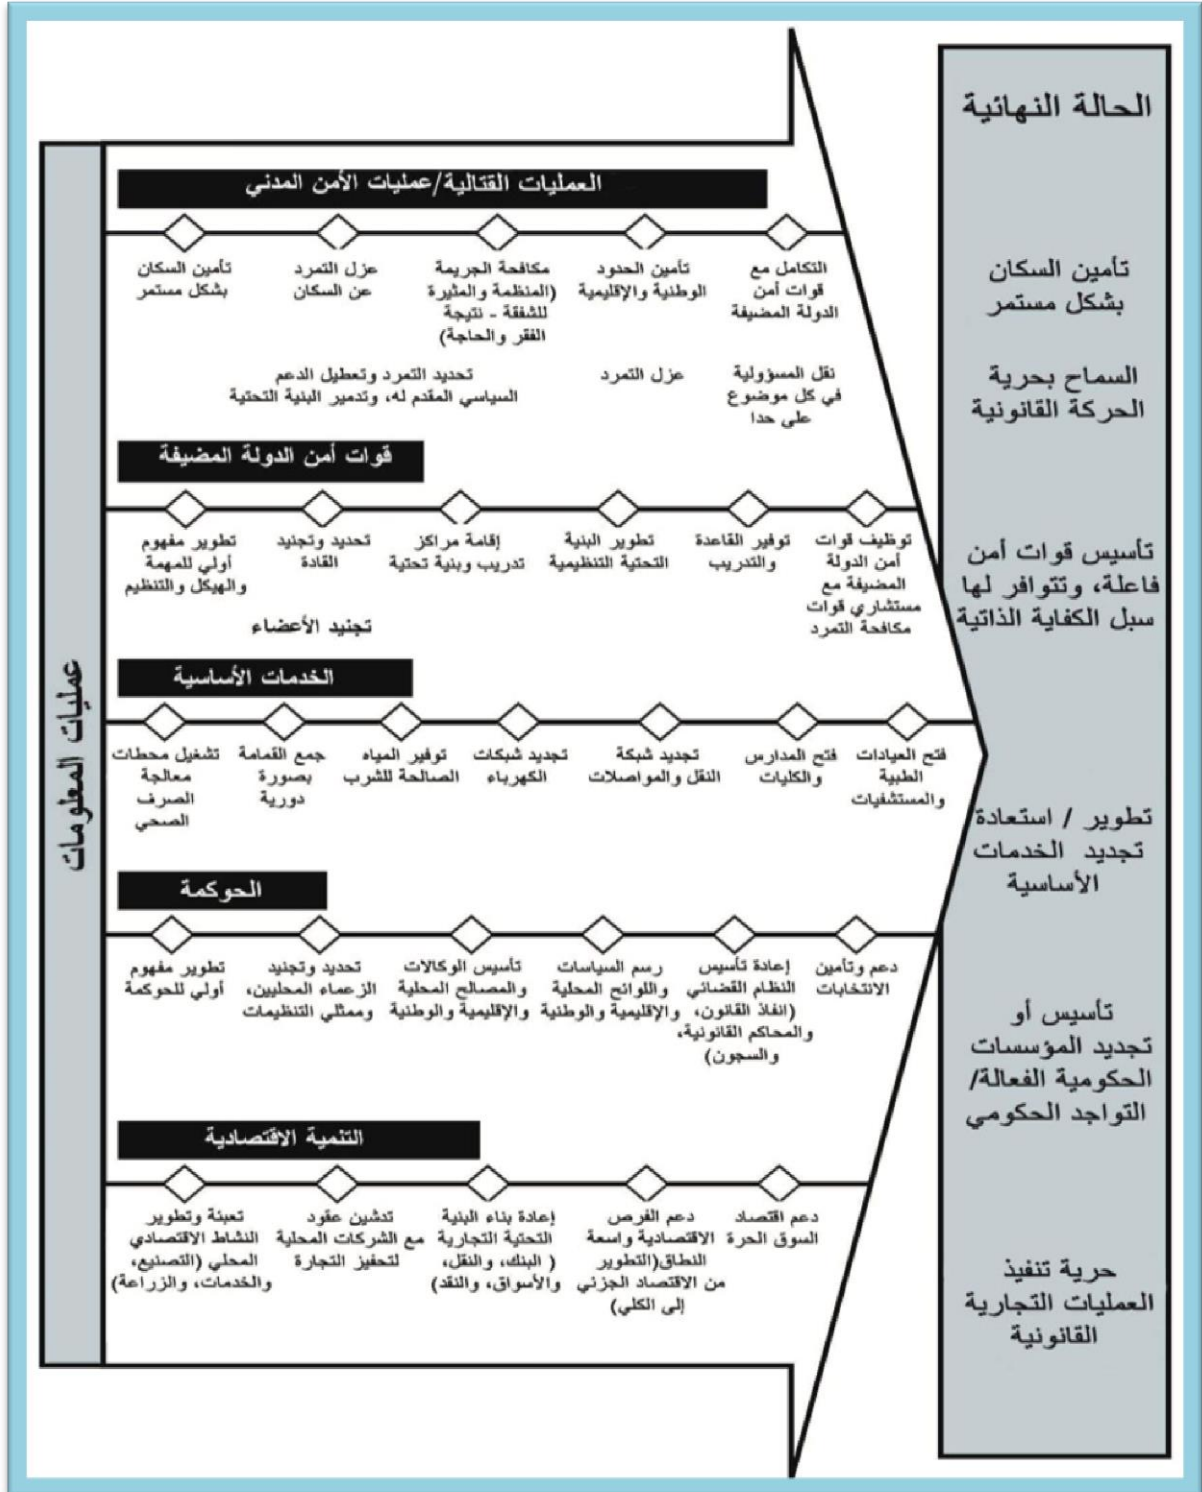 الحالة النهائية
تأمين السكان
بشكل مستمر
السماح بحرية
الحركة القانونية
تأسيس قوات أمن
فاعلة، وتتوافر لها
سبل الكفاية الذاتية
تطوير / استعادة
تجديد الخدمات
الأساسية
تأسيس أو
تجديد المؤسسات
الحكومية الفعالة/
التواجد الحكومي
حرية تنفيذ
العمليات التجارية
القانونية
عمليات المعلومات
العمليات القتالية/عمليات الأمن المدني
التكامل مع
قوات أمن
الدولة المضيفة
تأمين الحدود
الوطنية والإقليمية
مكافحة الجريمة
(المنظمة والمثيرة
للشفقة - نتيجة
الفقر والحاجة)
عزل التمرد
عن السكان
تأمين السكان
بشكل مستمر
نقل المسؤولية
في كل موضوع
على حدا
عزل التمرد
تحديد التمرد وتعطيل الدعم
السياسي المقدم له، وتدمير البنية التحتية
قوات أمن الدولة المضيفة
توظيف قوات
أمن الدولة
المضيفة مع
مستشاري قوات
مكافحة التمرد
توفير القاعدة
والتدريب
تطوير البنية
التحتية التنظيمية
إقامة مراكز
تدريب وبنية تحتية
تحديد وتجنيد
القادة
تطوير مفهوم
أولي للمهمة
والهيكل والتنظيم
تجنيد الأعضاء
الخدمات الأساسية
فتح العيادات
الطبية
والمستشفيات
فتح المدارس
والكليات
تجديد شبكة
النقل والمواصلات
تجديد شبكات
الكهرباء
توفير المياه
الصالحة للشرب
جمع القمامة
بصورة
دورية
تشغيل محطات
معالجة
الصرف
الصحي
الحوكمة
دعم وتأمين
الانتخابات
إعادة تأسيس
النظام القضائي
(انفاذ القانون،
والمحاكم القانونية،
والسجون)
رسم السياسات
واللوائح المحلية
والإقليمية والوطنية
تأسيس الوكالات
والمصالح المحلية
والإقليمية والوطنية
تحديد وتجنيد
الزعماء المحليين،
وممثلي التنظيمات
تطوير مفهوم
أولي للحوكمة
التنمية الاقتصادية
دعم اقتصاد
السوق الحرة
دعم الفرص
الاقتصادية واسعة
النطاق(التطوير
من الاقتصاد الجزئي
إلى الكلي)
إعادة بناء البنية
التحتية التجارية
( البنك، والنقل،
والأسواق، والنقد)
تدشين عقود
مع الشركات المحلية
لتحفيز التجارة
تعبئة وتطوير
النشاط الاقتصادي
المحلي (التصنيع،
والخدمات، والزراعة)